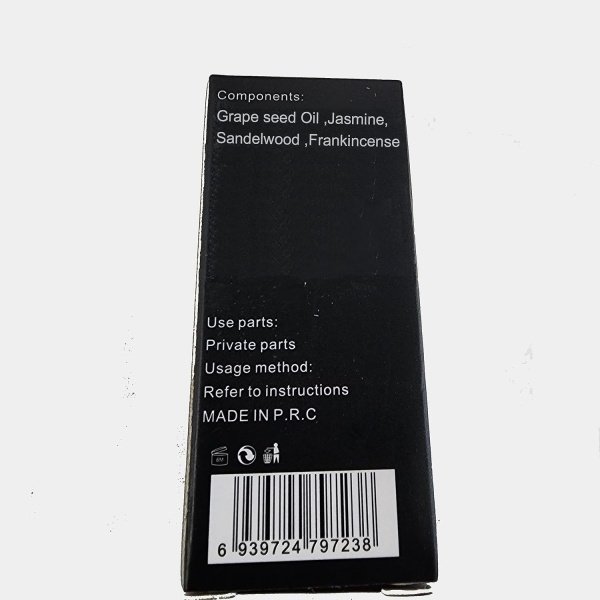 Components:
Grape seed Oil ,Jasmine,
Sandelwood ,Frankincense
Use parts:
Private parts
Usage method:
Refer to instructions
MADE IN P.R.C
6M
6 939724 797238